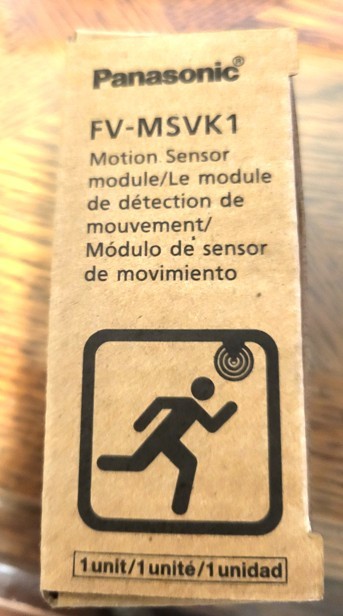 Panasonic®
FV-MSVK1
Motion Sensor
module/Le module
de détection de
mouvement/
Módulo de sensor
de movimiento
1 unit/1 unité/1 unidad